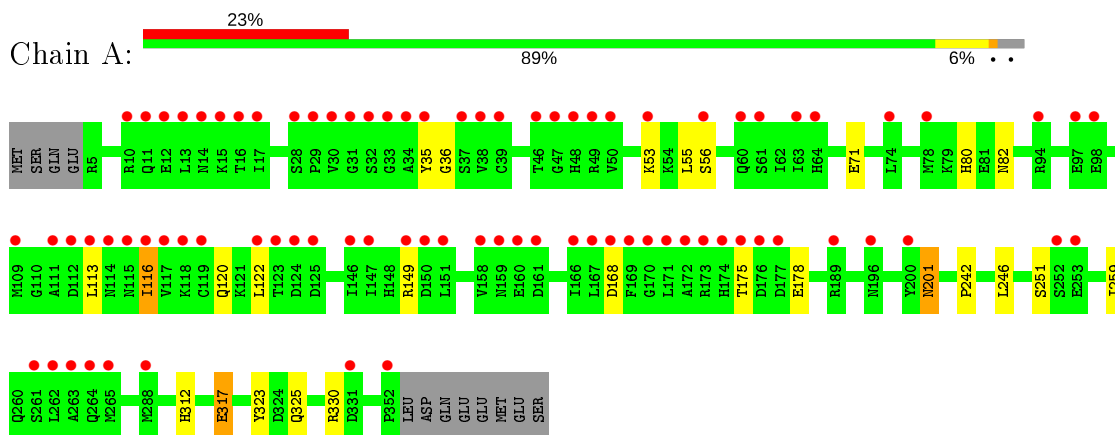 23%
Chain A:
89% 6% • •
MET SER GLN GLU R5 R10 Q11 E12 L13 N14 K15 T16 I17 S28 P29 V30 G31 S32 G33 A34 Y35 G36 S37 V38 C39 T46 G47 H48 R49 V50 K53 K54 L55 S56 Q60 S61 I62 I63 H64 E71 L74 M78 K79 H80 E81 N82 R94 E97 E98
M109 G110 A111 D112 L113 N114 N115 I116 V117 K118 C119 Q120 K121 L122 T123 D124 D125 I146 I147 H148 R149 D150 L151 V158 N159 E160 D161 I166 L167 D168 F169 G170 L171 A172 R173 H174 T175 D176 D177 E178 R189 N196 Y200 N201 P242 L246 S251 S252 E253 I259
Q260 S261 L262 A263 Q264 M265 M288 H312 E317 Y323 D324 Q325 R330 D331 P352 LEU ASP GLN GLU GLU MET GLU SER